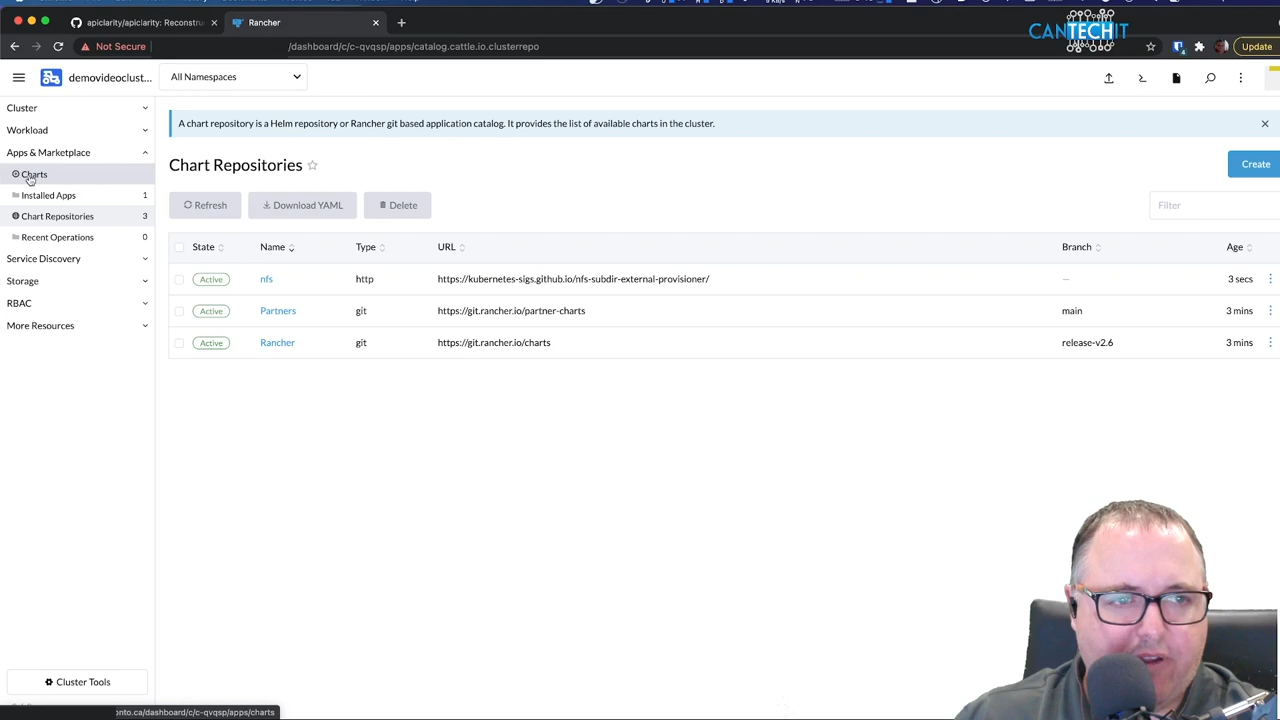 apiclarity/apiclarity: Reconstru
Rancher
Not Secure
/dashboard/c/c-qvqsp/apps/catalog.cattle.io.clusterrepo
Update
CANTECHIT
demovideoclust...
All Namespaces
Cluster
Workload
Apps & Marketplace
Charts
Installed Apps 1
Chart Repositories 3
Recent Operations 0
Service Discovery
Storage
RBAC
More Resources
Cluster Tools
A chart repository is a Helm repository or Rancher git based application catalog. It provides the list of available charts in the cluster.
Chart Repositories
Create
Refresh
Download YAML
Delete
Filter
State Name Type URL Branch Age
Active nfs http https://kubernetes-sigs.github.io/nfs-subdir-external-provisioner/ — 3 secs
Active Partners git https://git.rancher.io/partner-charts main 3 mins
Active Rancher git https://git.rancher.io/charts release-v2.6 3 mins
onto.ca/dashboard/c/c-qvqsp/apps/charts